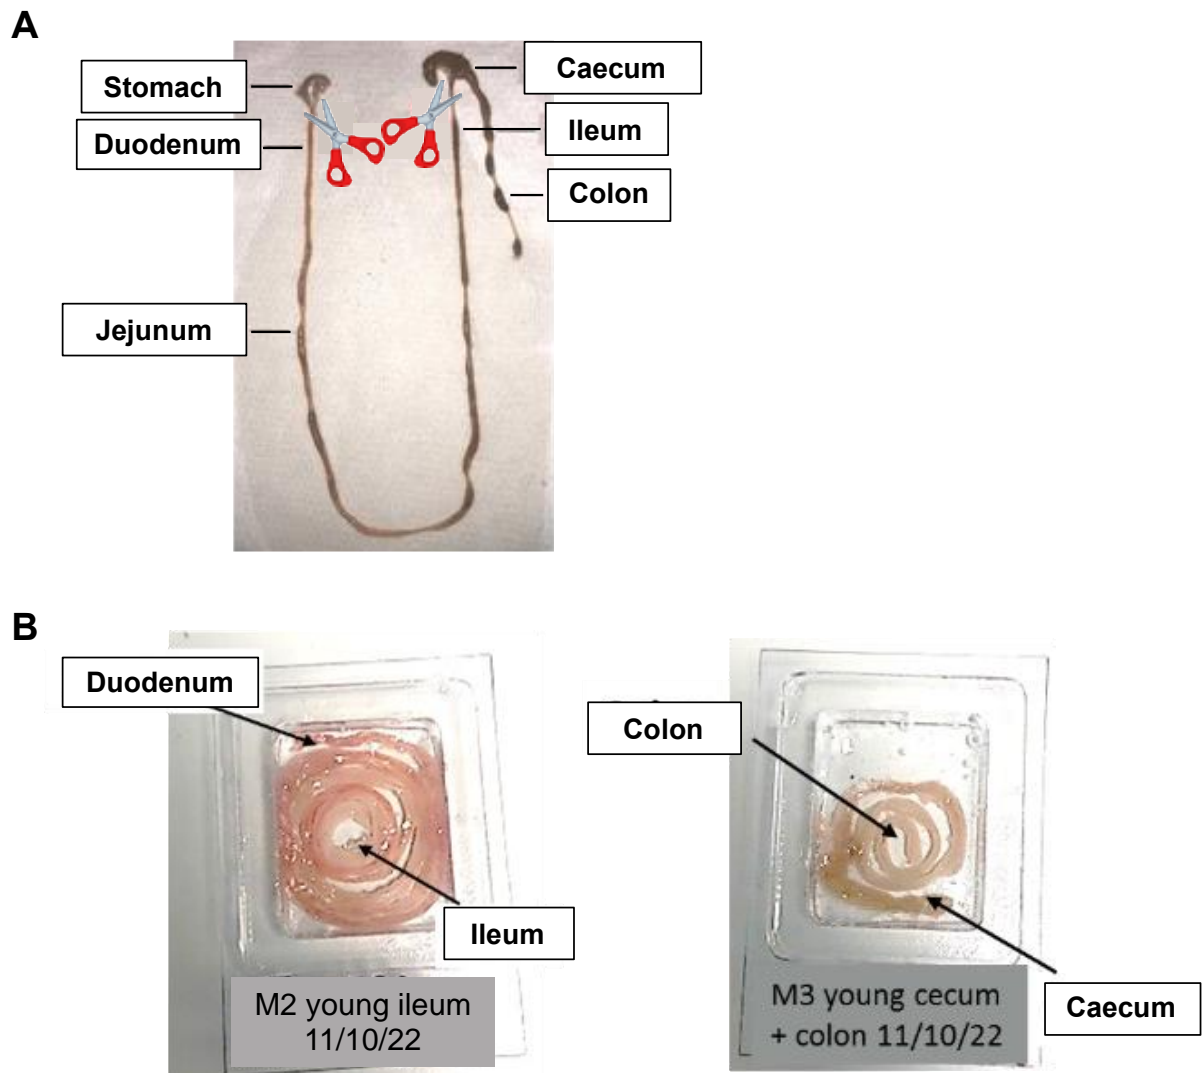 A
Stomach
Duodenum
Jejunum
Caecum
Ileum
Colon
B
Duodenum
Ileum
M2 young ileum
11/10/22
Colon
Caecum
M3 young cecum
+ colon 11/10/22